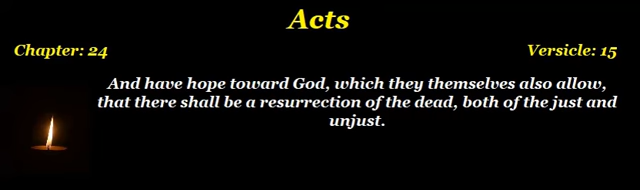 Acts
Chapter: 24
Versicle: 15
And have hope toward God, which they themselves also allow,
that there shall be a resurrection of the dead, both of the just and
unjust.